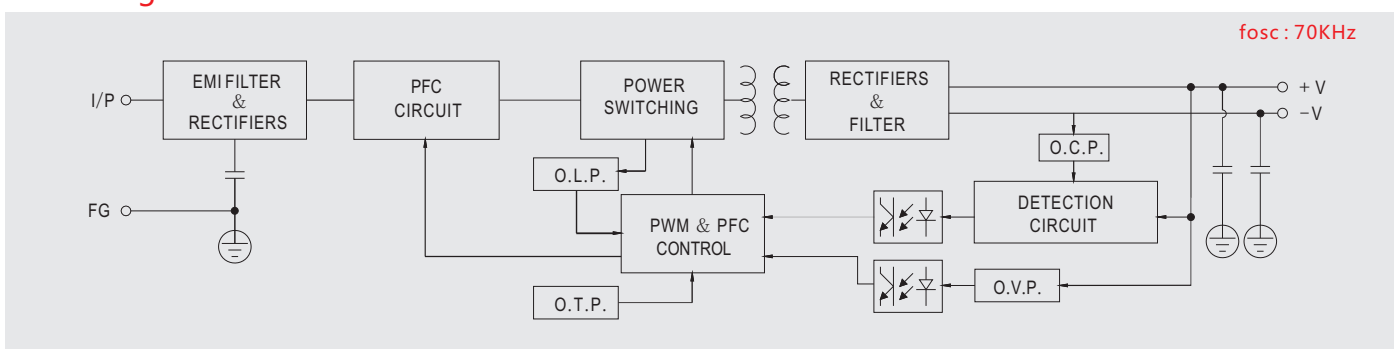 fosc : 70KHz
I/P
EMI FILTER
&
RECTIFIERS
PFC
CIRCUIT
POWER
SWITCHING
RECTIFIERS
&
FILTER
+V
-V
O.C.P.
O.L.P.
FG
PWM & PFC
CONTROL
DETECTION
CIRCUIT
O.V.P.
O.T.P.